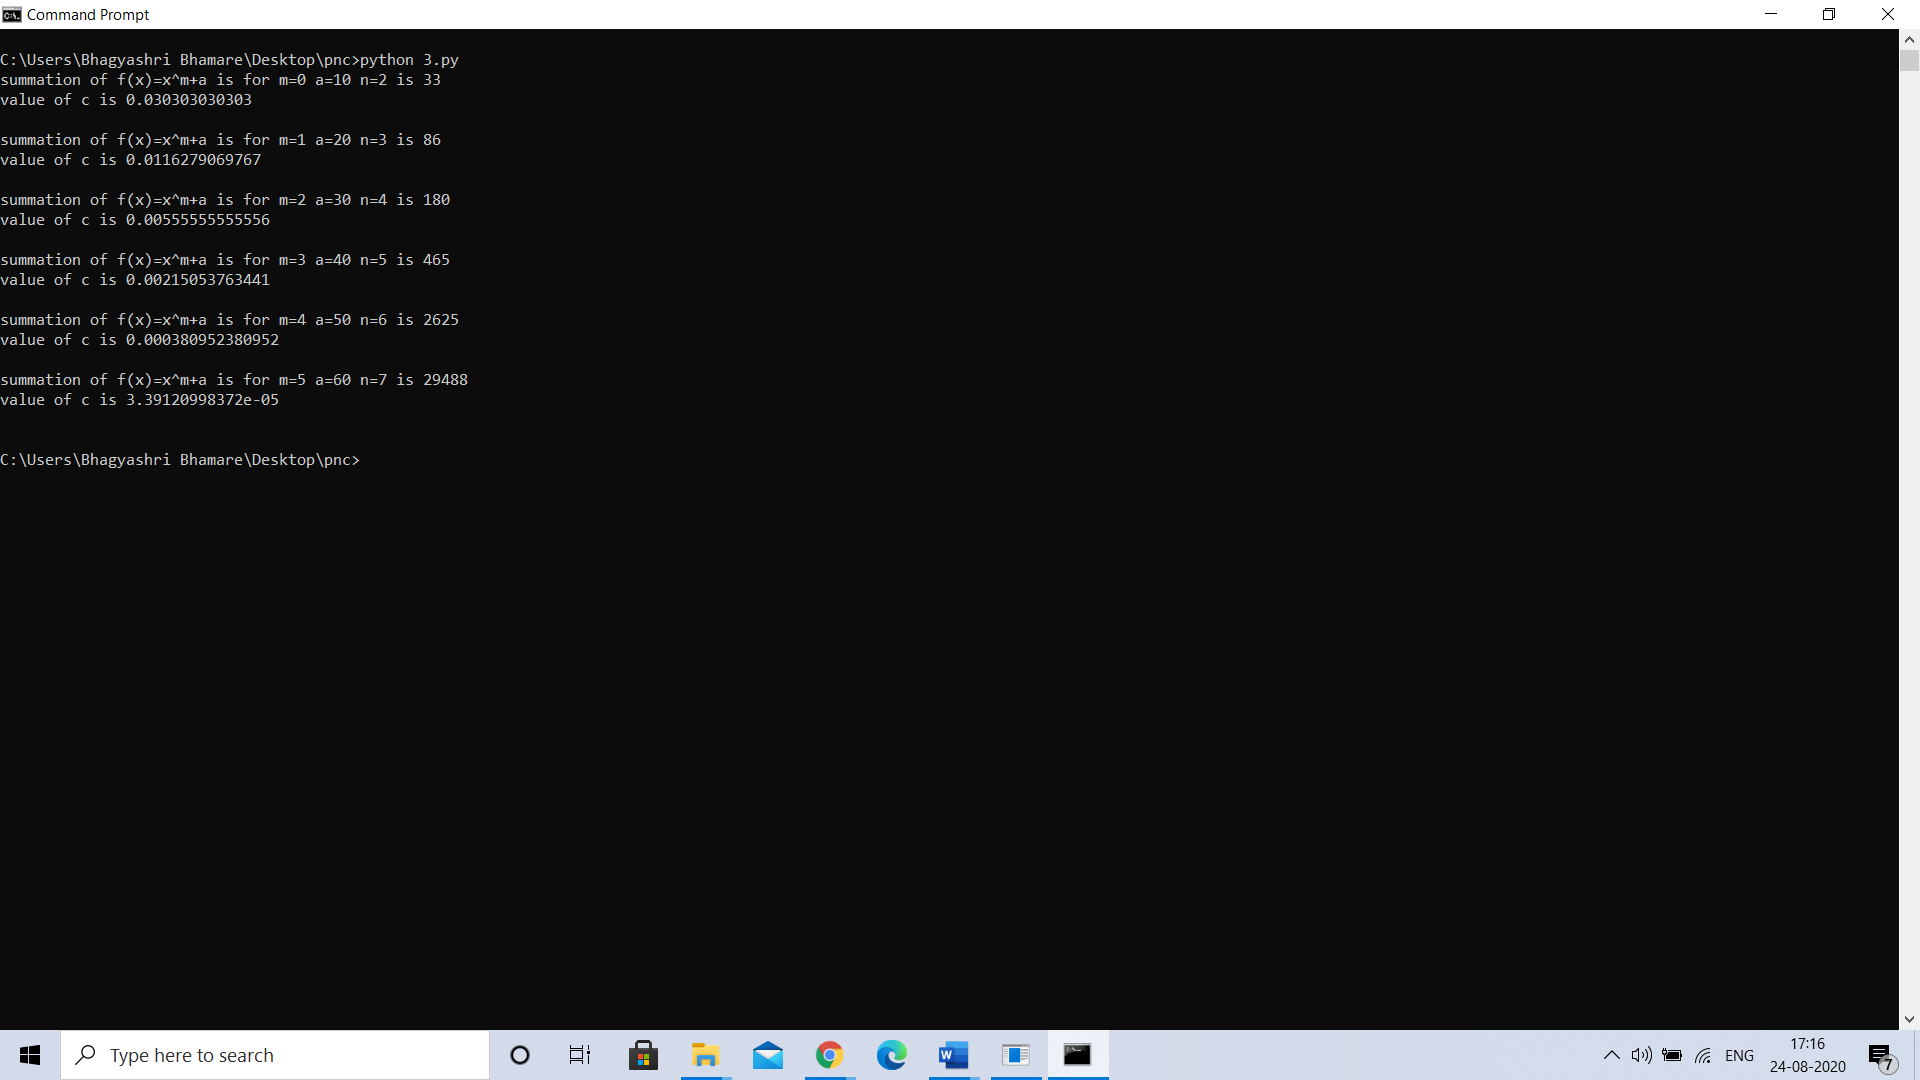 Command Prompt
C:\Users\Bhagyashri Bhamare\Desktop\pnc>python 3.py
summation of f(x)=x^m+a is for m=0 a=10 n=2 is 33
value of c is 0.030303030303
summation of f(x)=x^m+a is for m=1 a=20 n=3 is 86
value of c is 0.0116279069767
summation of f(x)=x^m+a is for m=2 a=30 n=4 is 180
value of c is 0.00555555555556
summation of f(x)=x^m+a is for m=3 a=40 n=5 is 465
value of c is 0.00215053763441
summation of f(x)=x^m+a is for m=4 a=50 n=6 is 2625
value of c is 0.000380952380952
summation of f(x)=x^m+a is for m=5 a=60 n=7 is 29488
value of c is 3.39120998372e-05
C:\Users\Bhagyashri Bhamare\Desktop\pnc>
Type here to search
ENG
17:16
24-08-2020
7